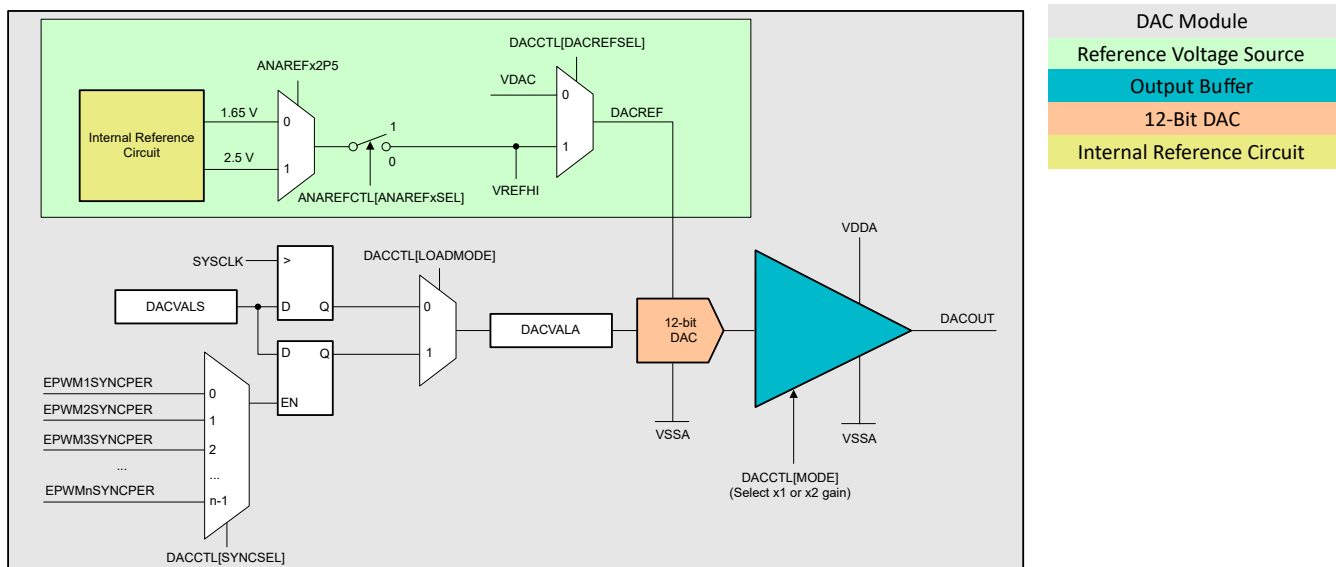 DACCTL[DACREFSEL]
ANAREFx2P5
VDAC
0
DACREF
1.65 V
0
1
Internal Reference
Circuit
2.5 V
1
0
1
ANAREFCTL[ANAREFxSEL]
VREFHI
VDDA
SYSCLK
>
DACCTL[LOADMODE]
DACVALS
D
Q
0
DACVALA
12-bit
DAC
DACOUT
D
Q
1
EPWM1SYNCPER
0
EN
EPWM2SYNCPER
1
EPWM3SYNCPER
2
VSSA
VSSA
...
...
EPWMnSYNCPER
n-1
DACCTL[MODE]
(Select x1 or x2 gain)
DACCTL[SYNCSEL]
DAC Module
Reference Voltage Source
Output Buffer
12-Bit DAC
Internal Reference Circuit